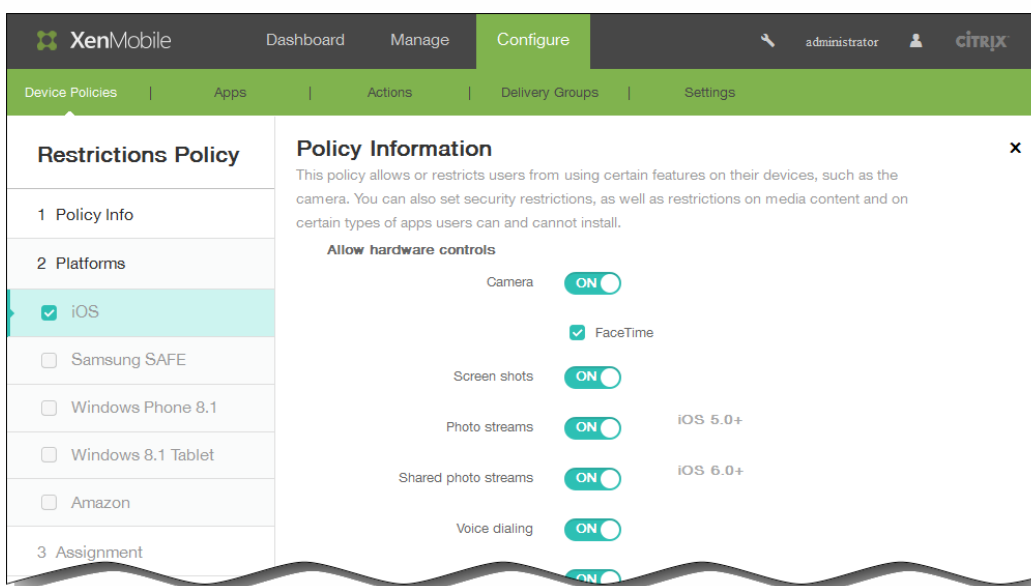 XenMobile Dashboard Manage Configure administrator CİTRIX
Device Policies | Apps | Actions | Delivery Groups | Settings
Restrictions Policy
1 Policy Info
2 Platforms
iOS
Samsung SAFE
Windows Phone 8.1
Windows 8.1 Tablet
Amazon
3 Assignment
Policy Information x
This policy allows or restricts users from using certain features on their devices, such as the
camera. You can also set security restrictions, as well as restrictions on media content and on
certain types of apps users can and cannot install.
Allow hardware controls
Camera ON
FaceTime
Screen shots ON
Photo streams ON iOS 5.0+
Shared photo streams ON iOS 6.0+
Voice dialing ON
ON